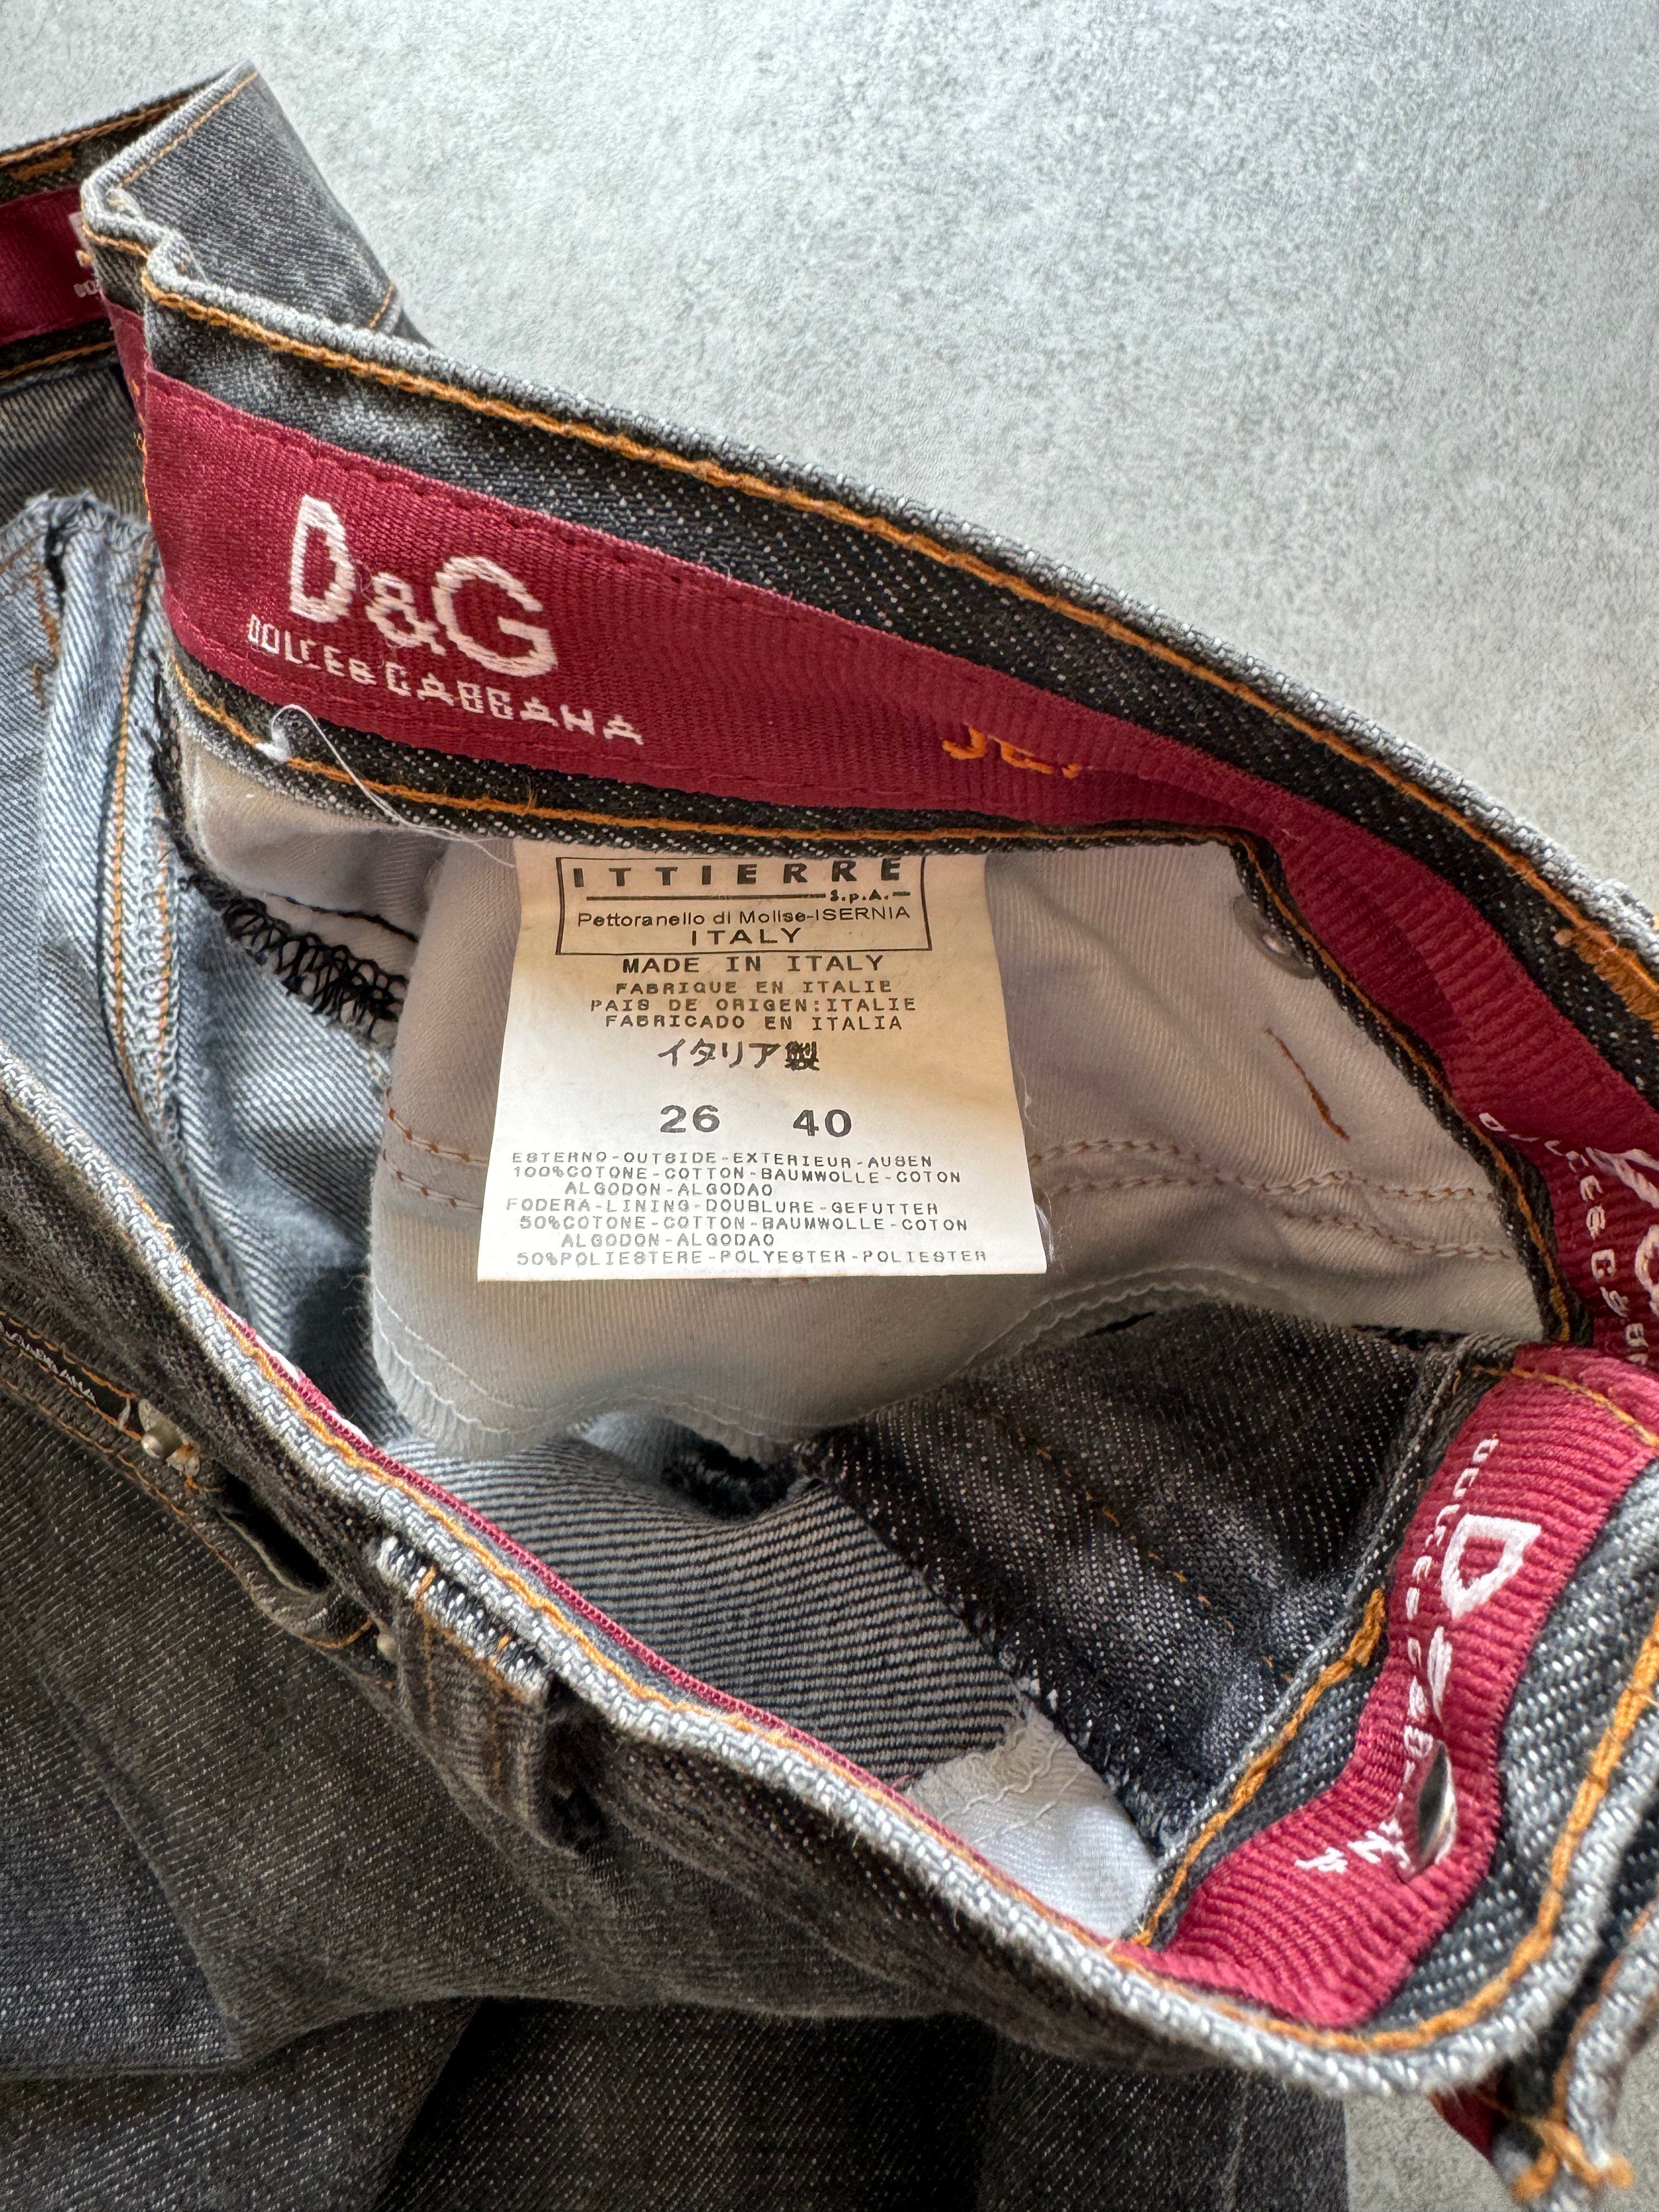 D&G
DOLCE&GABBANA
ITTIERRE
S.p.A.
Pettoranello di Molise-ISERNIA
ITALY
MADE IN ITALY
FABRIQUE EN ITALIE
PAIS DE ORIGEN:ITALIE
FABRICADO EN ITALIA
イタリア製
26 40
ESTERNO-OUTSIDE-EXTERIEUR-AUSEN
100%COTONE-COTTON-BAUMWOLLE-COTON
ALGODON-ALGODAO
FODERA-LINING-DOUBLURE-GEFUTTER
50%COTONE-COTTON-BAUMWOLLE-COTON
ALGODON-ALGODAO
50%POLIESTERE-POLYESTER-POLIESTER